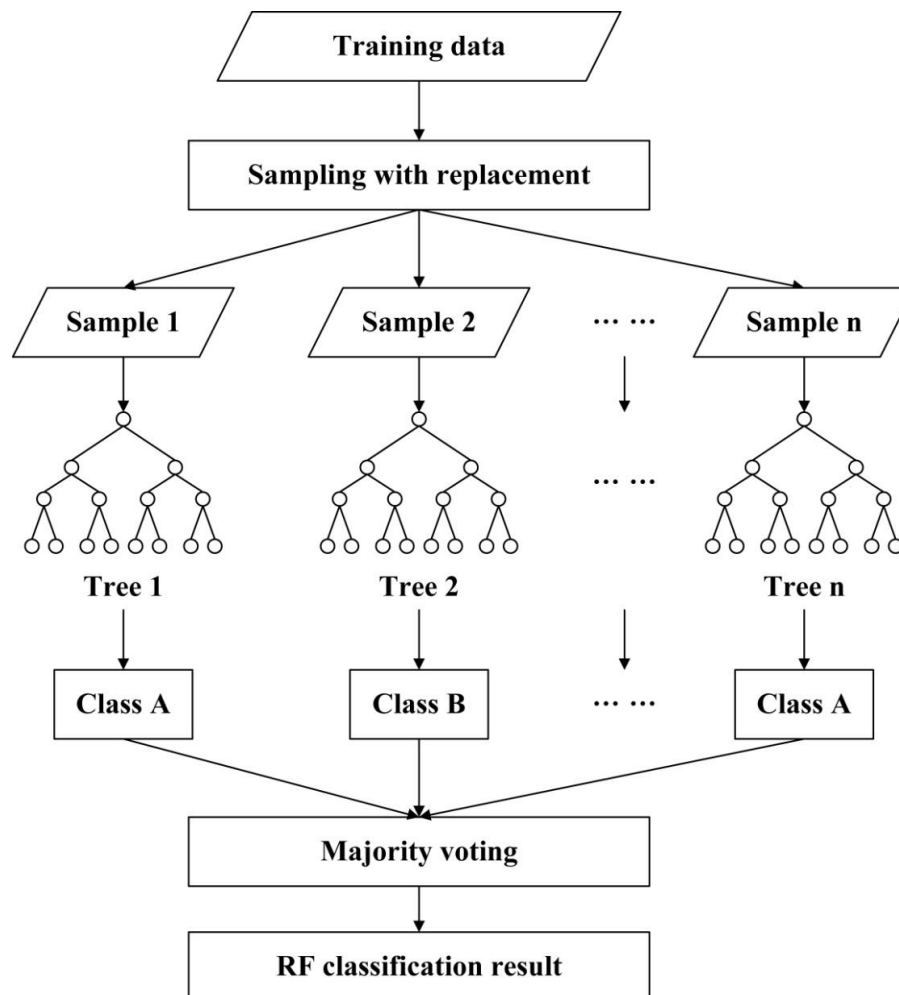 Training data
Sampling with replacement
Sample 1
Sample 2
... ...
Sample n
... ...
Tree 1
Tree 2
Tree n
Class A
Class B
... ...
Class A
Majority voting
RF classification result